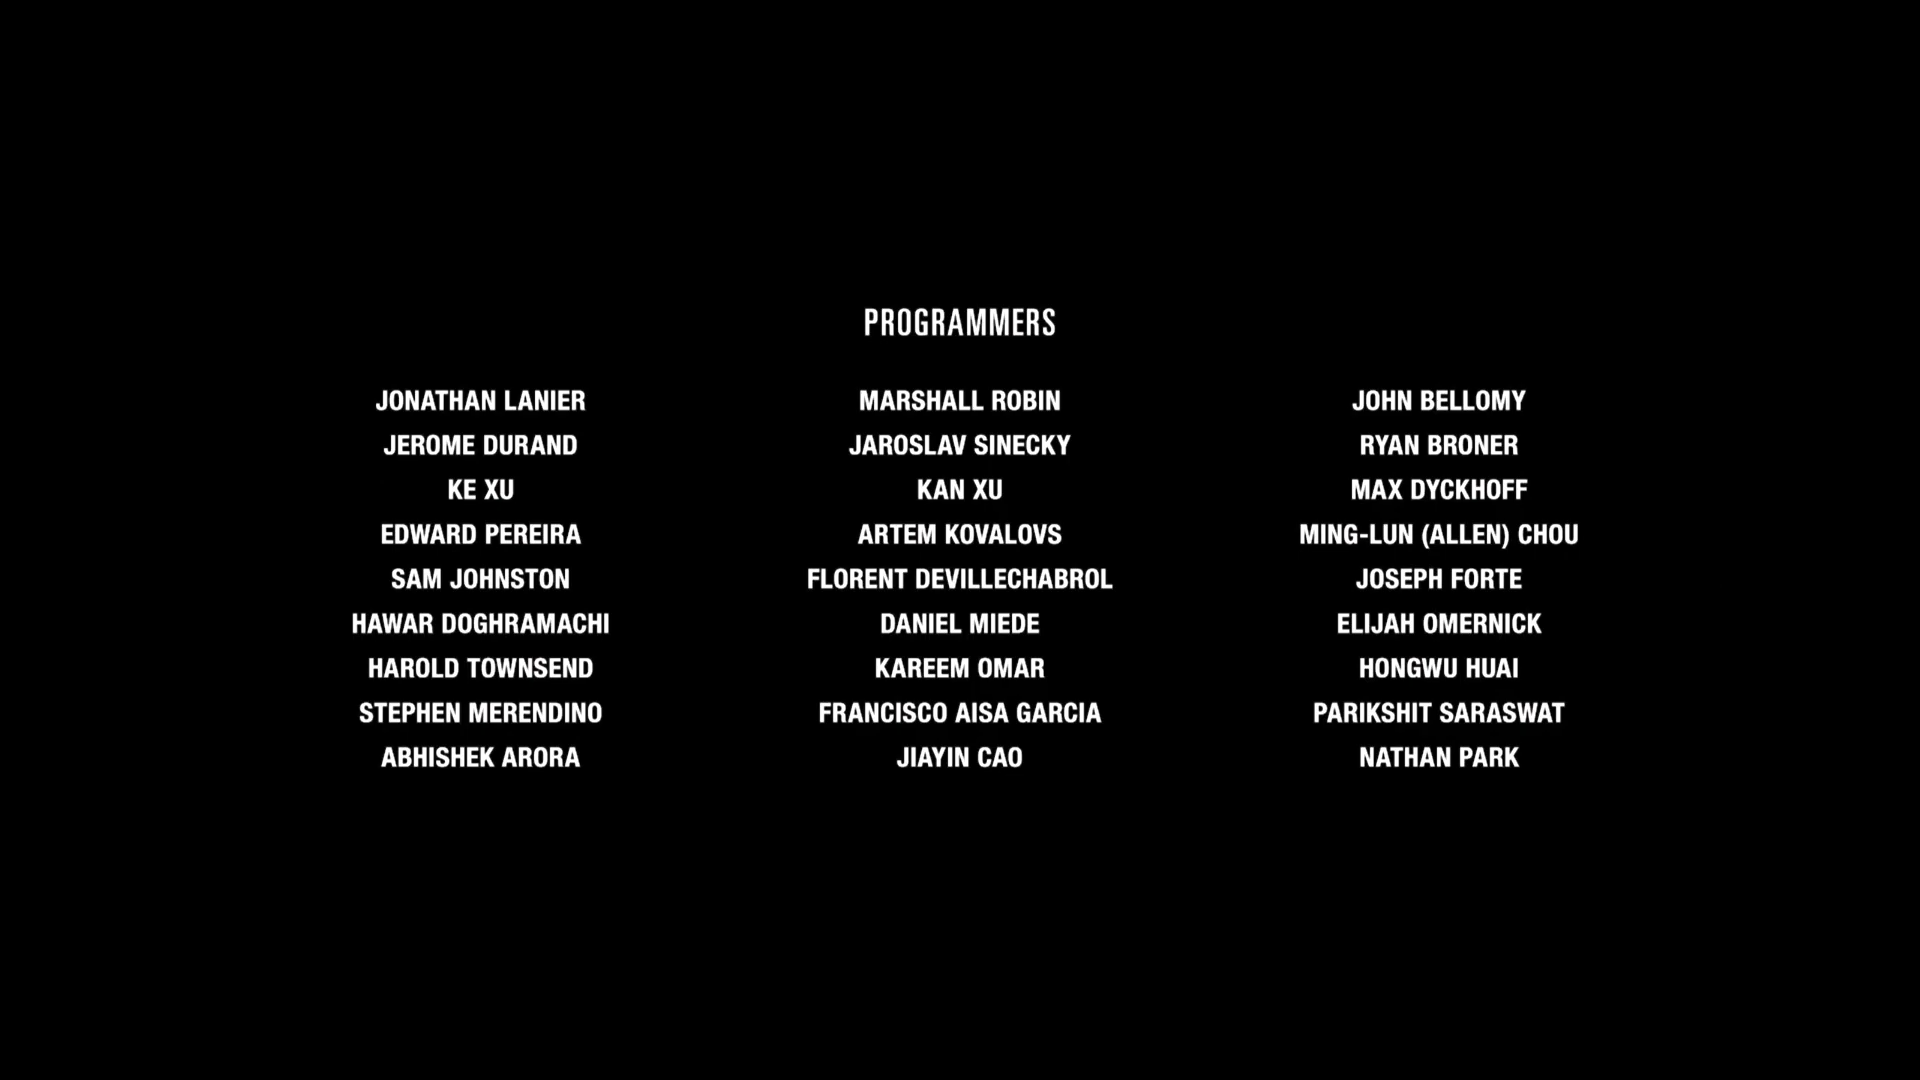 PROGRAMMERS
JONATHAN LANIER MARSHALL ROBIN JOHN BELLOMY
JEROME DURAND JAROSLAV SINECKY RYAN BRONER
KE XU KAN XU MAX DYCKHOFF
EDWARD PEREIRA ARTEM KOVALOVS MING-LUN (ALLEN) CHOU
SAM JOHNSTON FLORENT DEVILLECHABROL JOSEPH FORTE
HAWAR DOGHRAMACHI DANIEL MIEDE ELIJAH OMERNICK
HAROLD TOWNSEND KAREEM OMAR HONGWU HUAI
STEPHEN MERENDINO FRANCISCO AISA GARCIA PARIKSHIT SARASWAT
ABHISHEK ARORA JIAYIN CAO NATHAN PARK